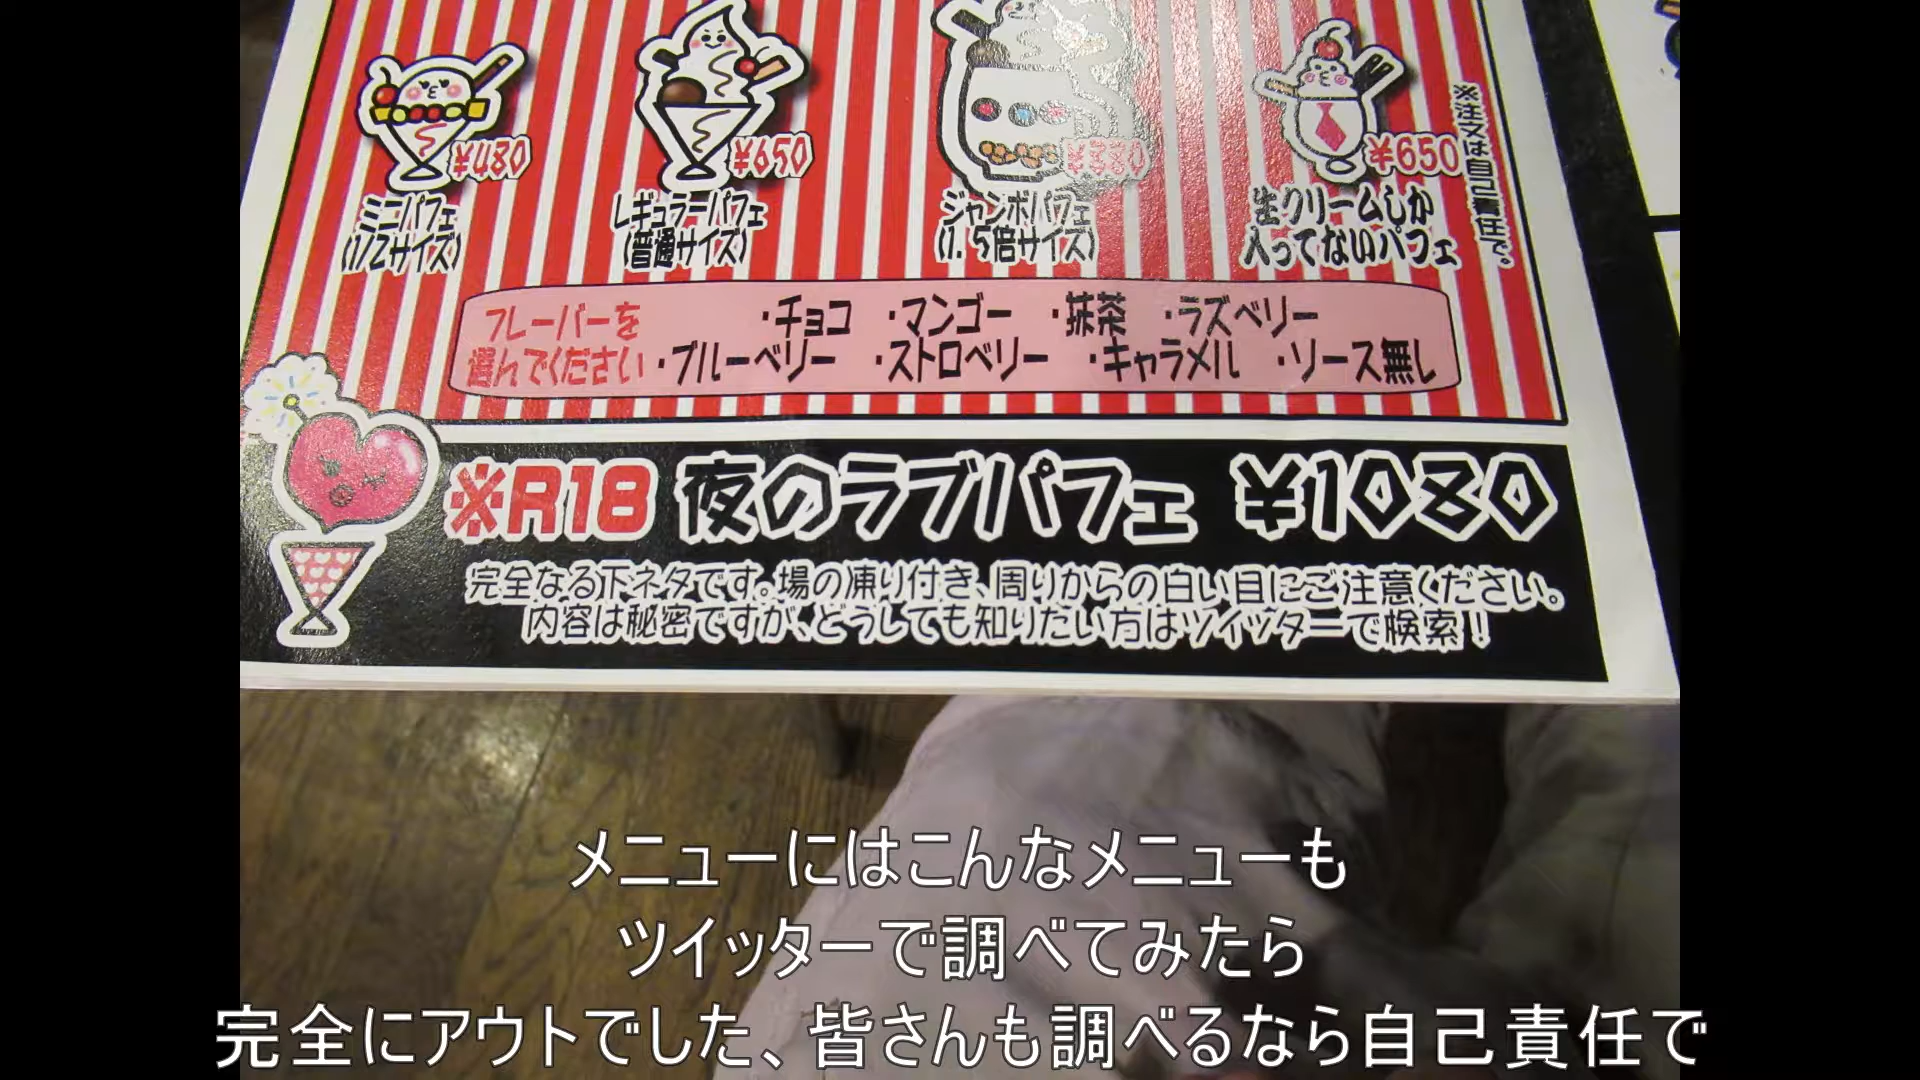 ¥480
ミニパフェ
(1/2サイズ)
¥650
レギュラーパフェ
(普通サイズ)
ジャンボパフェ
(1.5倍サイズ)
¥650
生クリームしか
入ってないパフェ
※注文は自己責任で。
フレーバーを
選んでください
・チョコ ・マンゴー ・抹茶 ・ラズベリー
・ブルーベリー ・ストロベリー ・キャラメル ・ソース無し
※R18 夜のラブパフェ ¥1080
完全なる下ネタです。場の凍り付き、周りからの白い目にご注意ください。
内容は秘密ですが、どうしても知りたい方はツイッターで検索!
メニューにはこんなメニューも
ツイッターで調べてみたら
完全にアウトでした、皆さんも調べるなら自己責任で